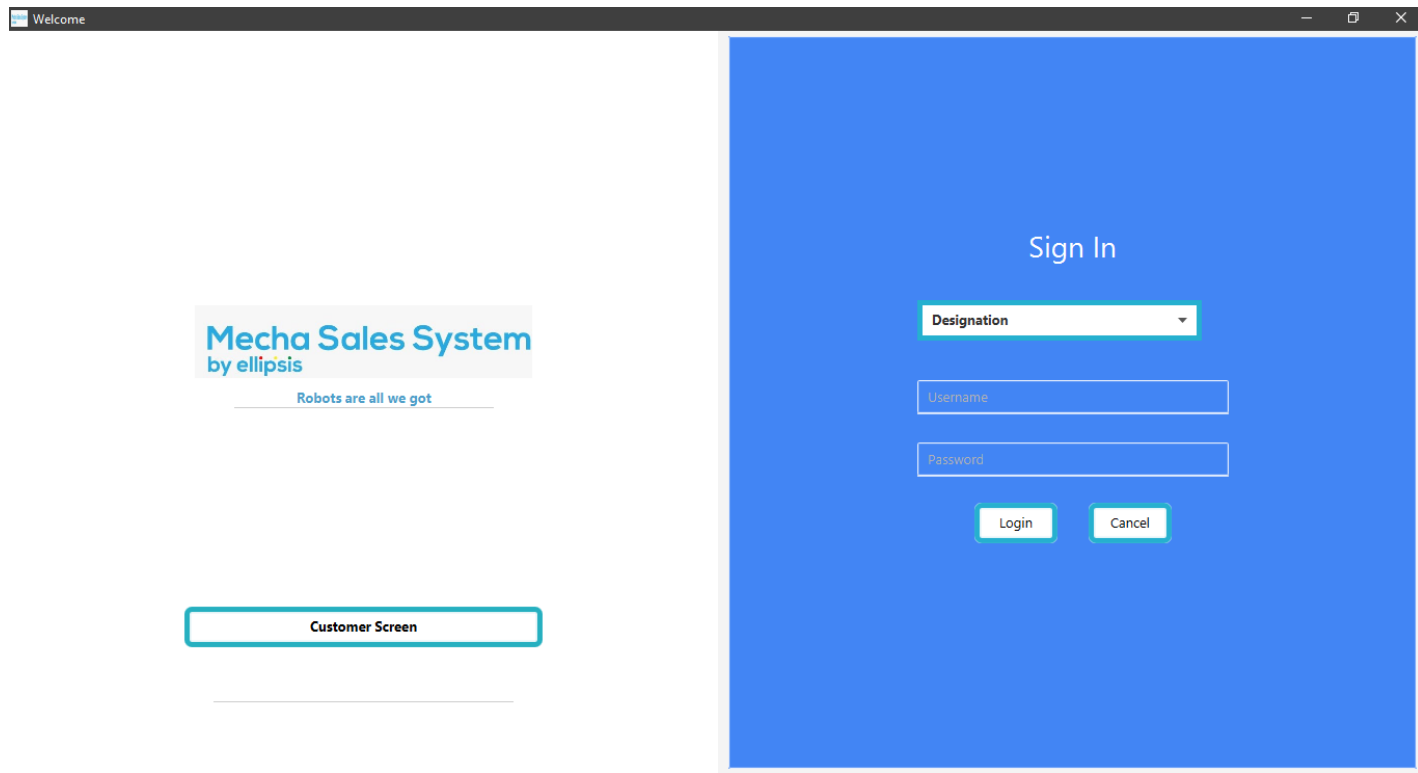 Welcome
Mecha Sales System
by ellipsis
Robots are all we got
Customer Screen
Sign In
Designation
Username
Password
Login
Cancel